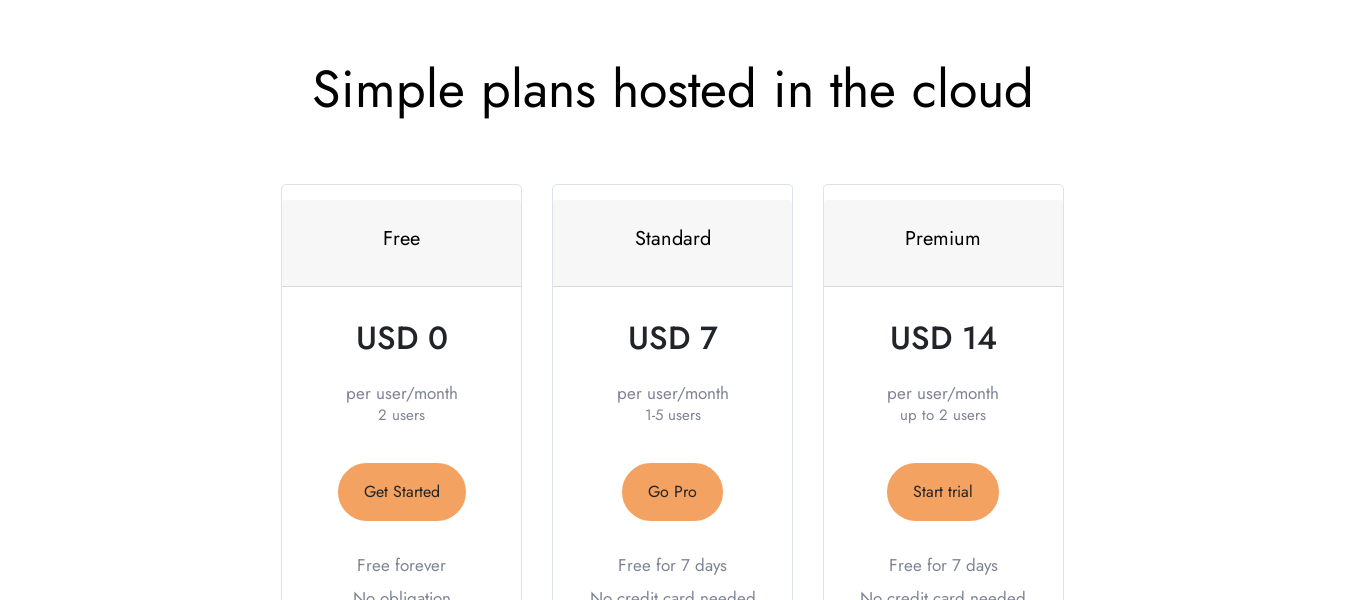 Simple plans hosted in the cloud
Free
USD 0
per user/month
2 users
Get Started
Free forever
No obligation
Standard
USD 7
per user/month
1-5 users
Go Pro
Free for 7 days
No credit card needed
Premium
USD 14
per user/month
up to 2 users
Start trial
Free for 7 days
No credit card needed